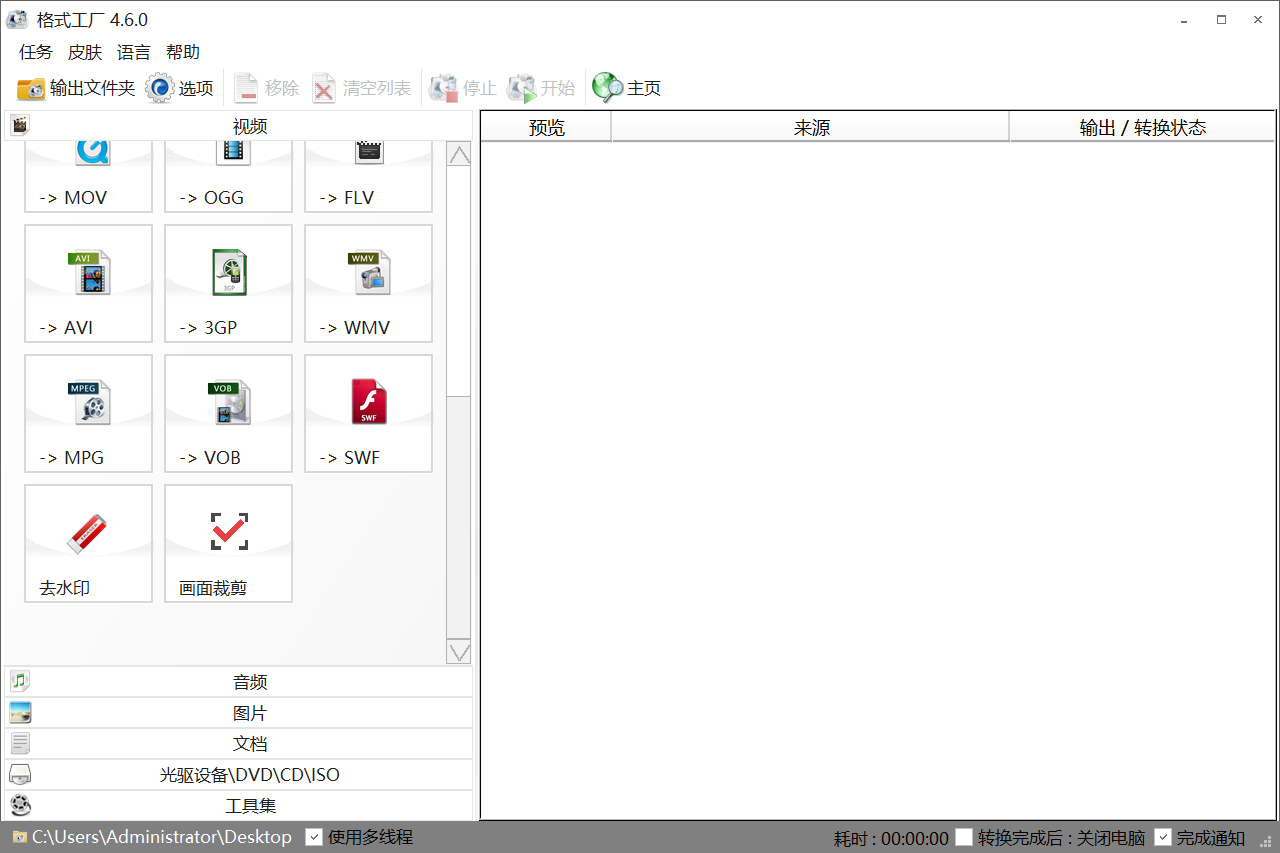 格式工厂 4.6.0
任务 皮肤 语言 帮助
输出文件夹 选项 移除 清空列表 停止 开始 主页
视频 预览 来源 输出 / 转换状态
-> MOV -> OGG -> FLV
AVI 3GP WMV
-> AVI -> 3GP -> WMV
MPEG VOB SWF
-> MPG -> VOB -> SWF
去水印 画面裁剪
音频
图片
文档
光驱设备\DVD\CD\ISO
工具集
C:\Users\Administrator\Desktop 使用多线程 耗时 : 00:00:00 转换完成后 : 关闭电脑 完成通知